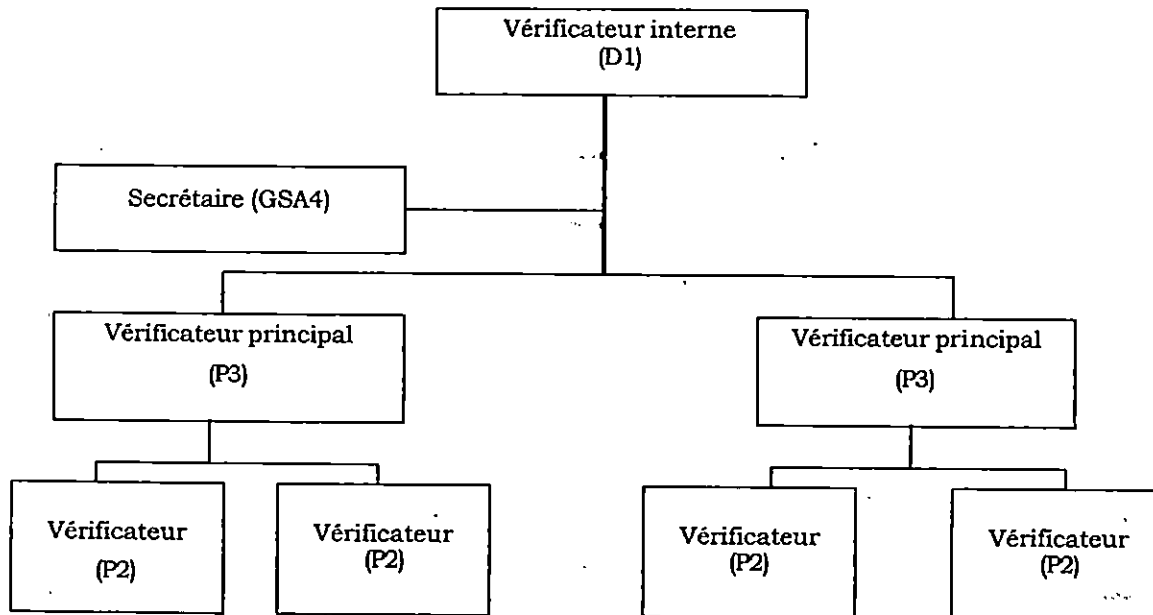 Vérificateur interne
(D1)
Secrétaire (GSA4)
Vérificateur principal
(P3)
Vérificateur principal
(P3)
Vérificateur
(P2)
Vérificateur
(P2)
Vérificateur
(P2)
Vérificateur
(P2)